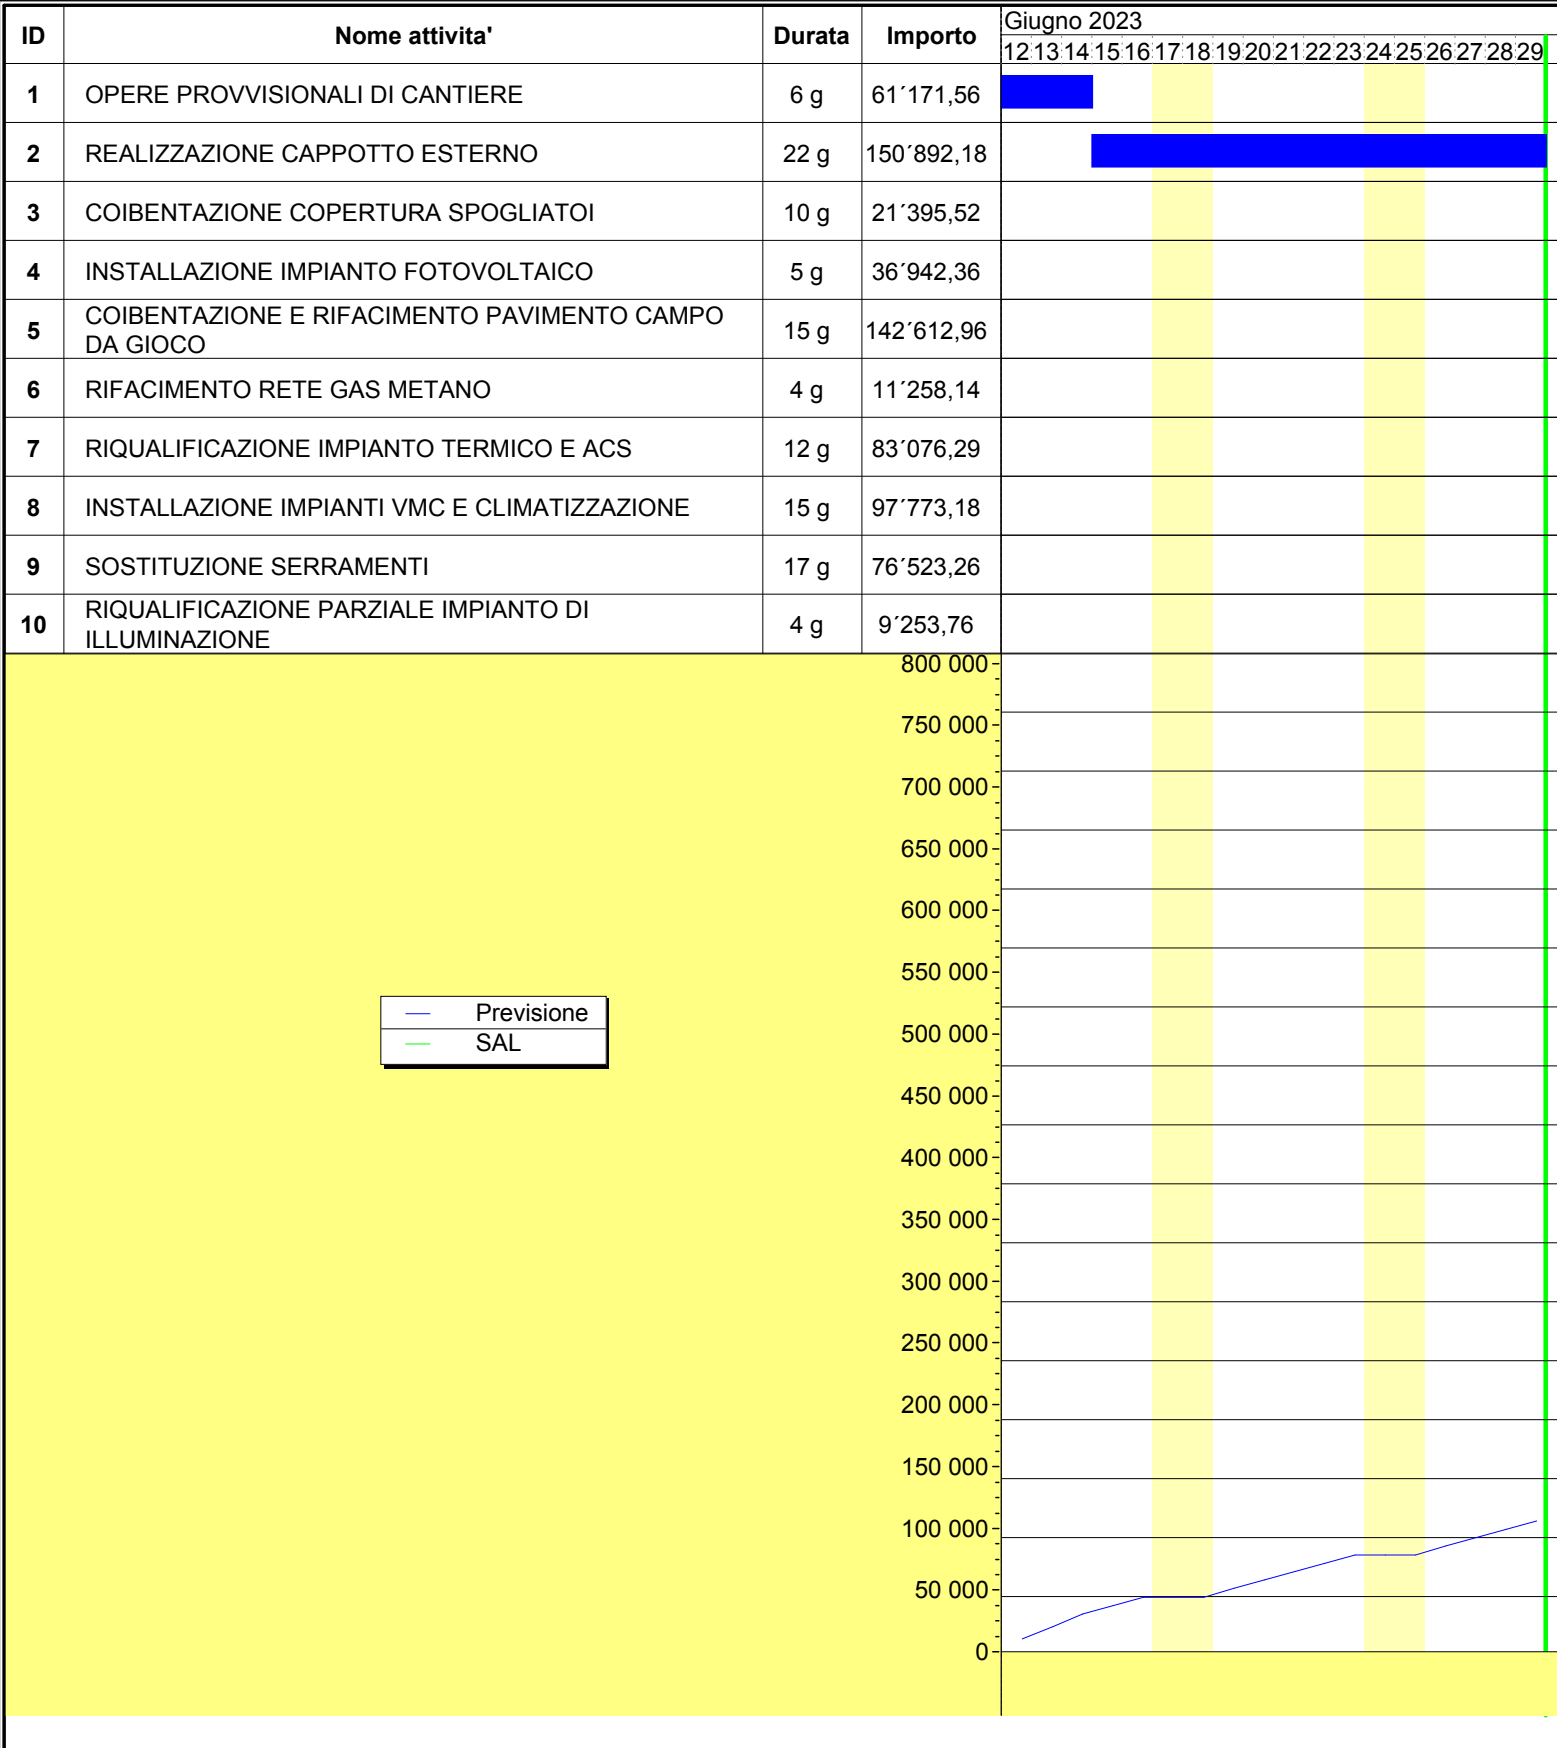 ID Nome attivita' Durata Importo Giugno 2023
12 13 14 15 16 17 18 19 20 21 22 23 24 25 26 27 28 29
1 OPERE PROVVISIONALI DI CANTIERE 6 g 61´171,56
2 REALIZZAZIONE CAPPOTTO ESTERNO 22 g 150´892,18
3 COIBENTAZIONE COPERTURA SPOGLIATOI 10 g 21´395,52
4 INSTALLAZIONE IMPIANTO FOTOVOLTAICO 5 g 36´942,36
5 COIBENTAZIONE E RIFACIMENTO PAVIMENTO CAMPO
DA GIOCO 15 g 142´612,96
6 RIFACIMENTO RETE GAS METANO 4 g 11´258,14
7 RIQUALIFICAZIONE IMPIANTO TERMICO E ACS 12 g 83´076,29
8 INSTALLAZIONE IMPIANTI VMC E CLIMATIZZAZIONE 15 g 97´773,18
9 SOSTITUZIONE SERRAMENTI 17 g 76´523,26
10 RIQUALIFICAZIONE PARZIALE IMPIANTO DI
ILLUMINAZIONE 4 g 9´253,76
800 000
750 000
700 000
650 000
600 000
550 000
Previsione
500 000
SAL
450 000
400 000
350 000
300 000
250 000
200 000
150 000
100 000
50 000
0